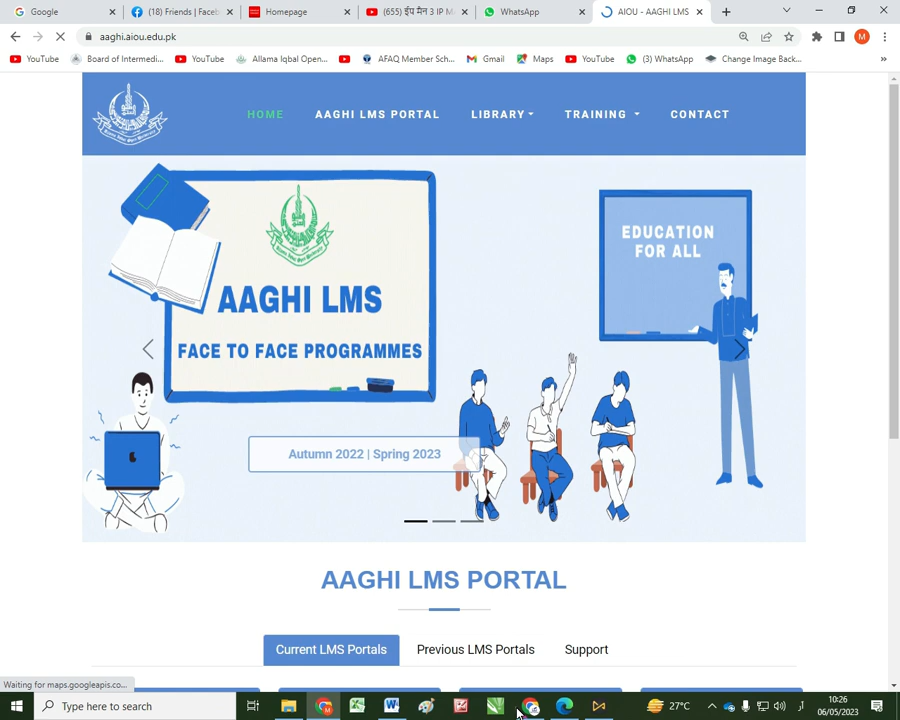 Google
(18) Friends | Faceb
Homepage
(655) ईप मैन 3 IP M
WhatsApp
AIOU - AAGHI LMS
aaghi.aiou.edu.pk
M
YouTube
Board of Intermedi...
YouTube
Allama Iqbal Open...
AFAQ Member Sch...
Gmail
Maps
YouTube
(3) WhatsApp
Change Image Back...
»
HOME
AAGHI LMS PORTAL
LIBRARY
TRAINING
CONTACT
AAGHI LMS
FACE TO FACE PROGRAMMES
EDUCATION
FOR ALL
Autumn 2022 | Spring 2023
AAGHI LMS PORTAL
Current LMS Portals
Previous LMS Portals
Support
Waiting for maps.googleapis.co...
Type here to search
27°C
10:26
06/05/2023